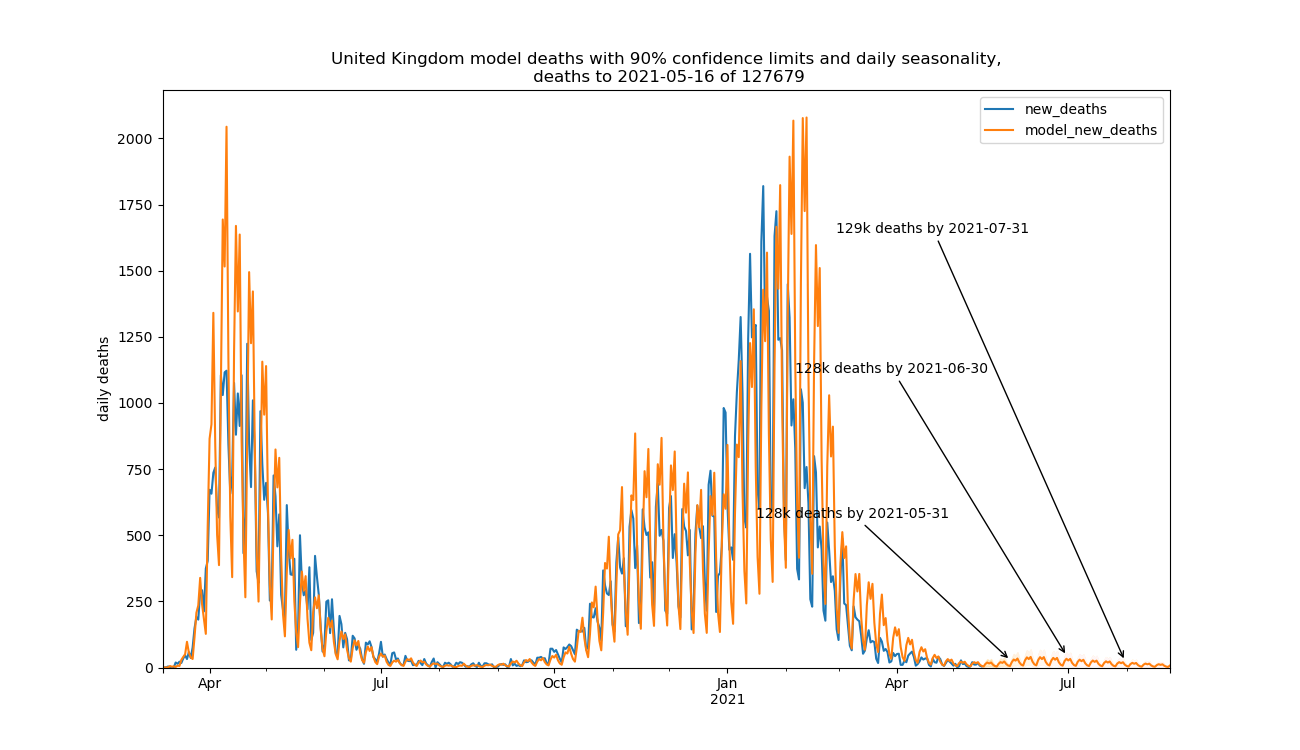 United Kingdom model deaths with 90% confidence limits and daily seasonality,
deaths to 2021-05-16 of 127679
new_deaths
model_new_deaths
daily deaths
2000
1750
1500
1250
1000
750
500
250
0
129k deaths by 2021-07-31
128k deaths by 2021-06-30
128k deaths by 2021-05-31
Apr
Jul
Oct
Jan
2021
Apr
Jul